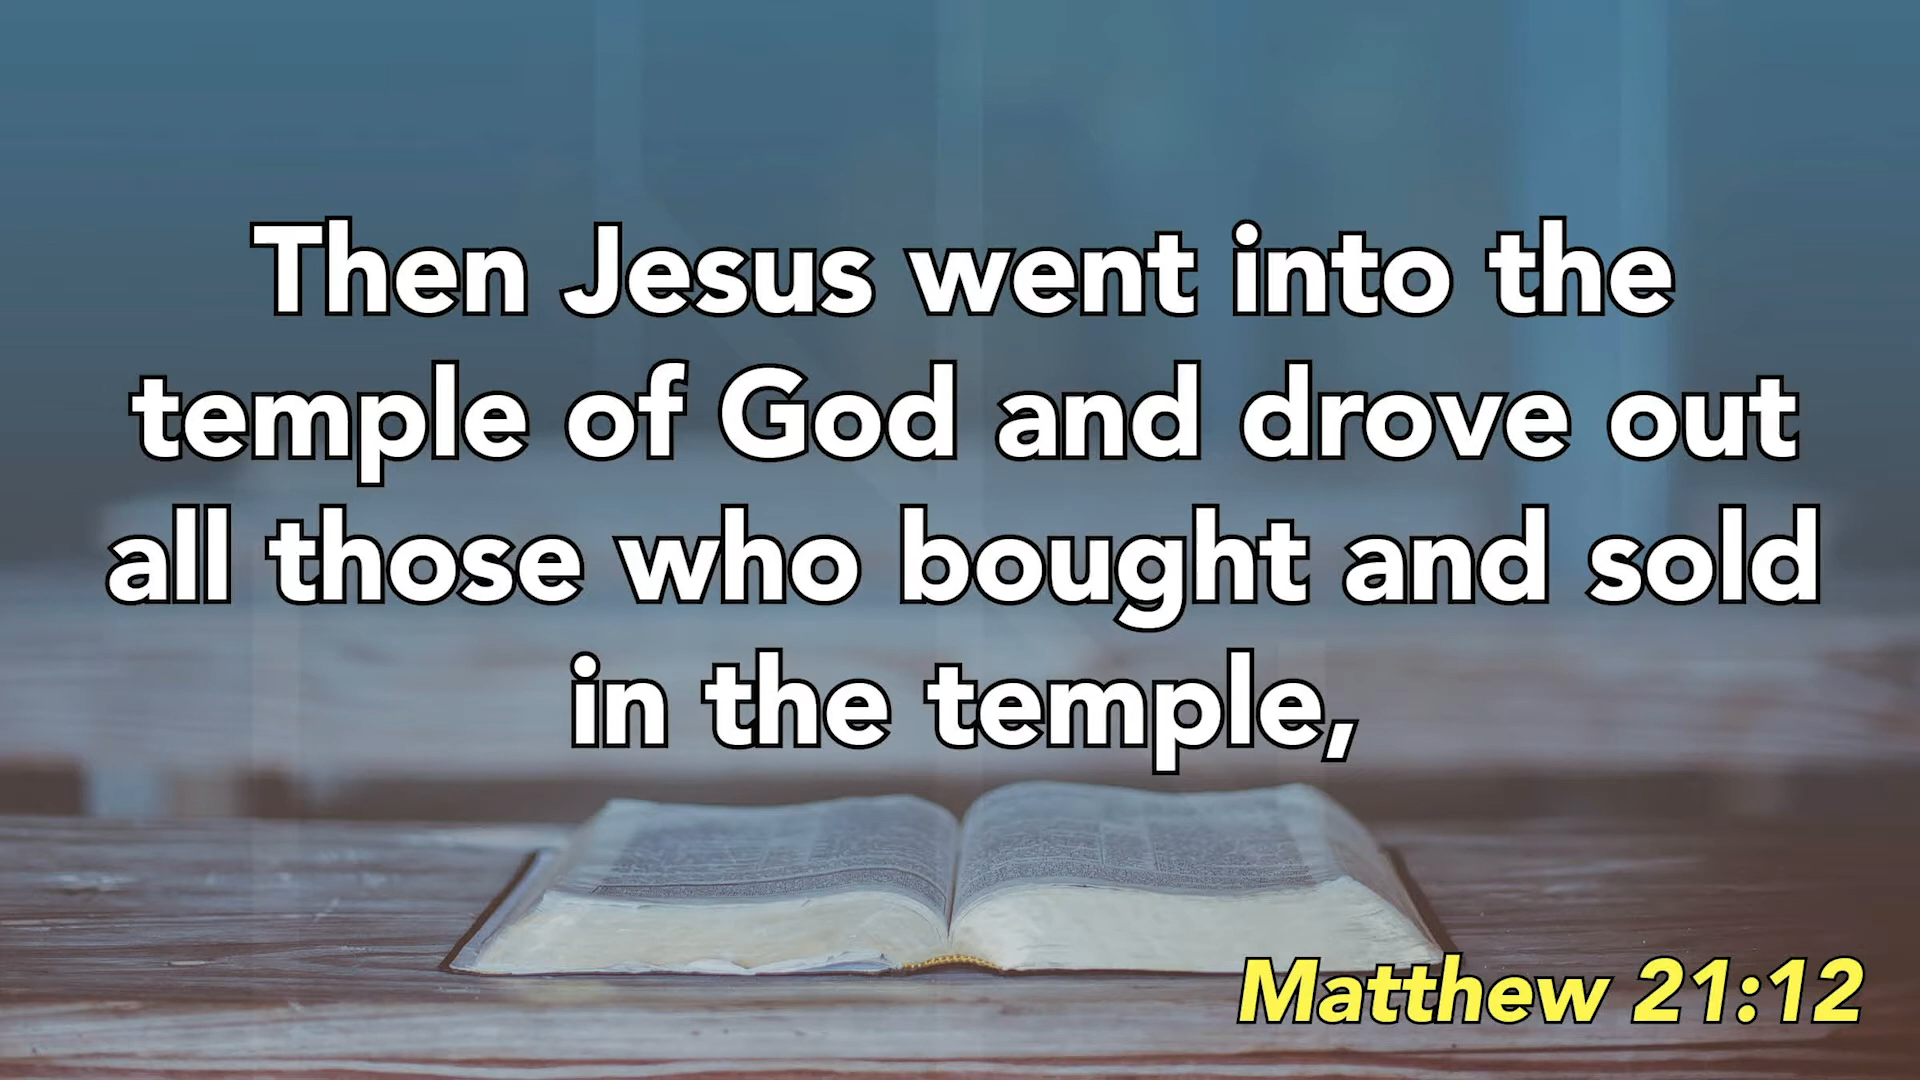 Then Jesus went into the
temple of God and drove out
all those who bought and sold
in the temple,
Matthew 21:12